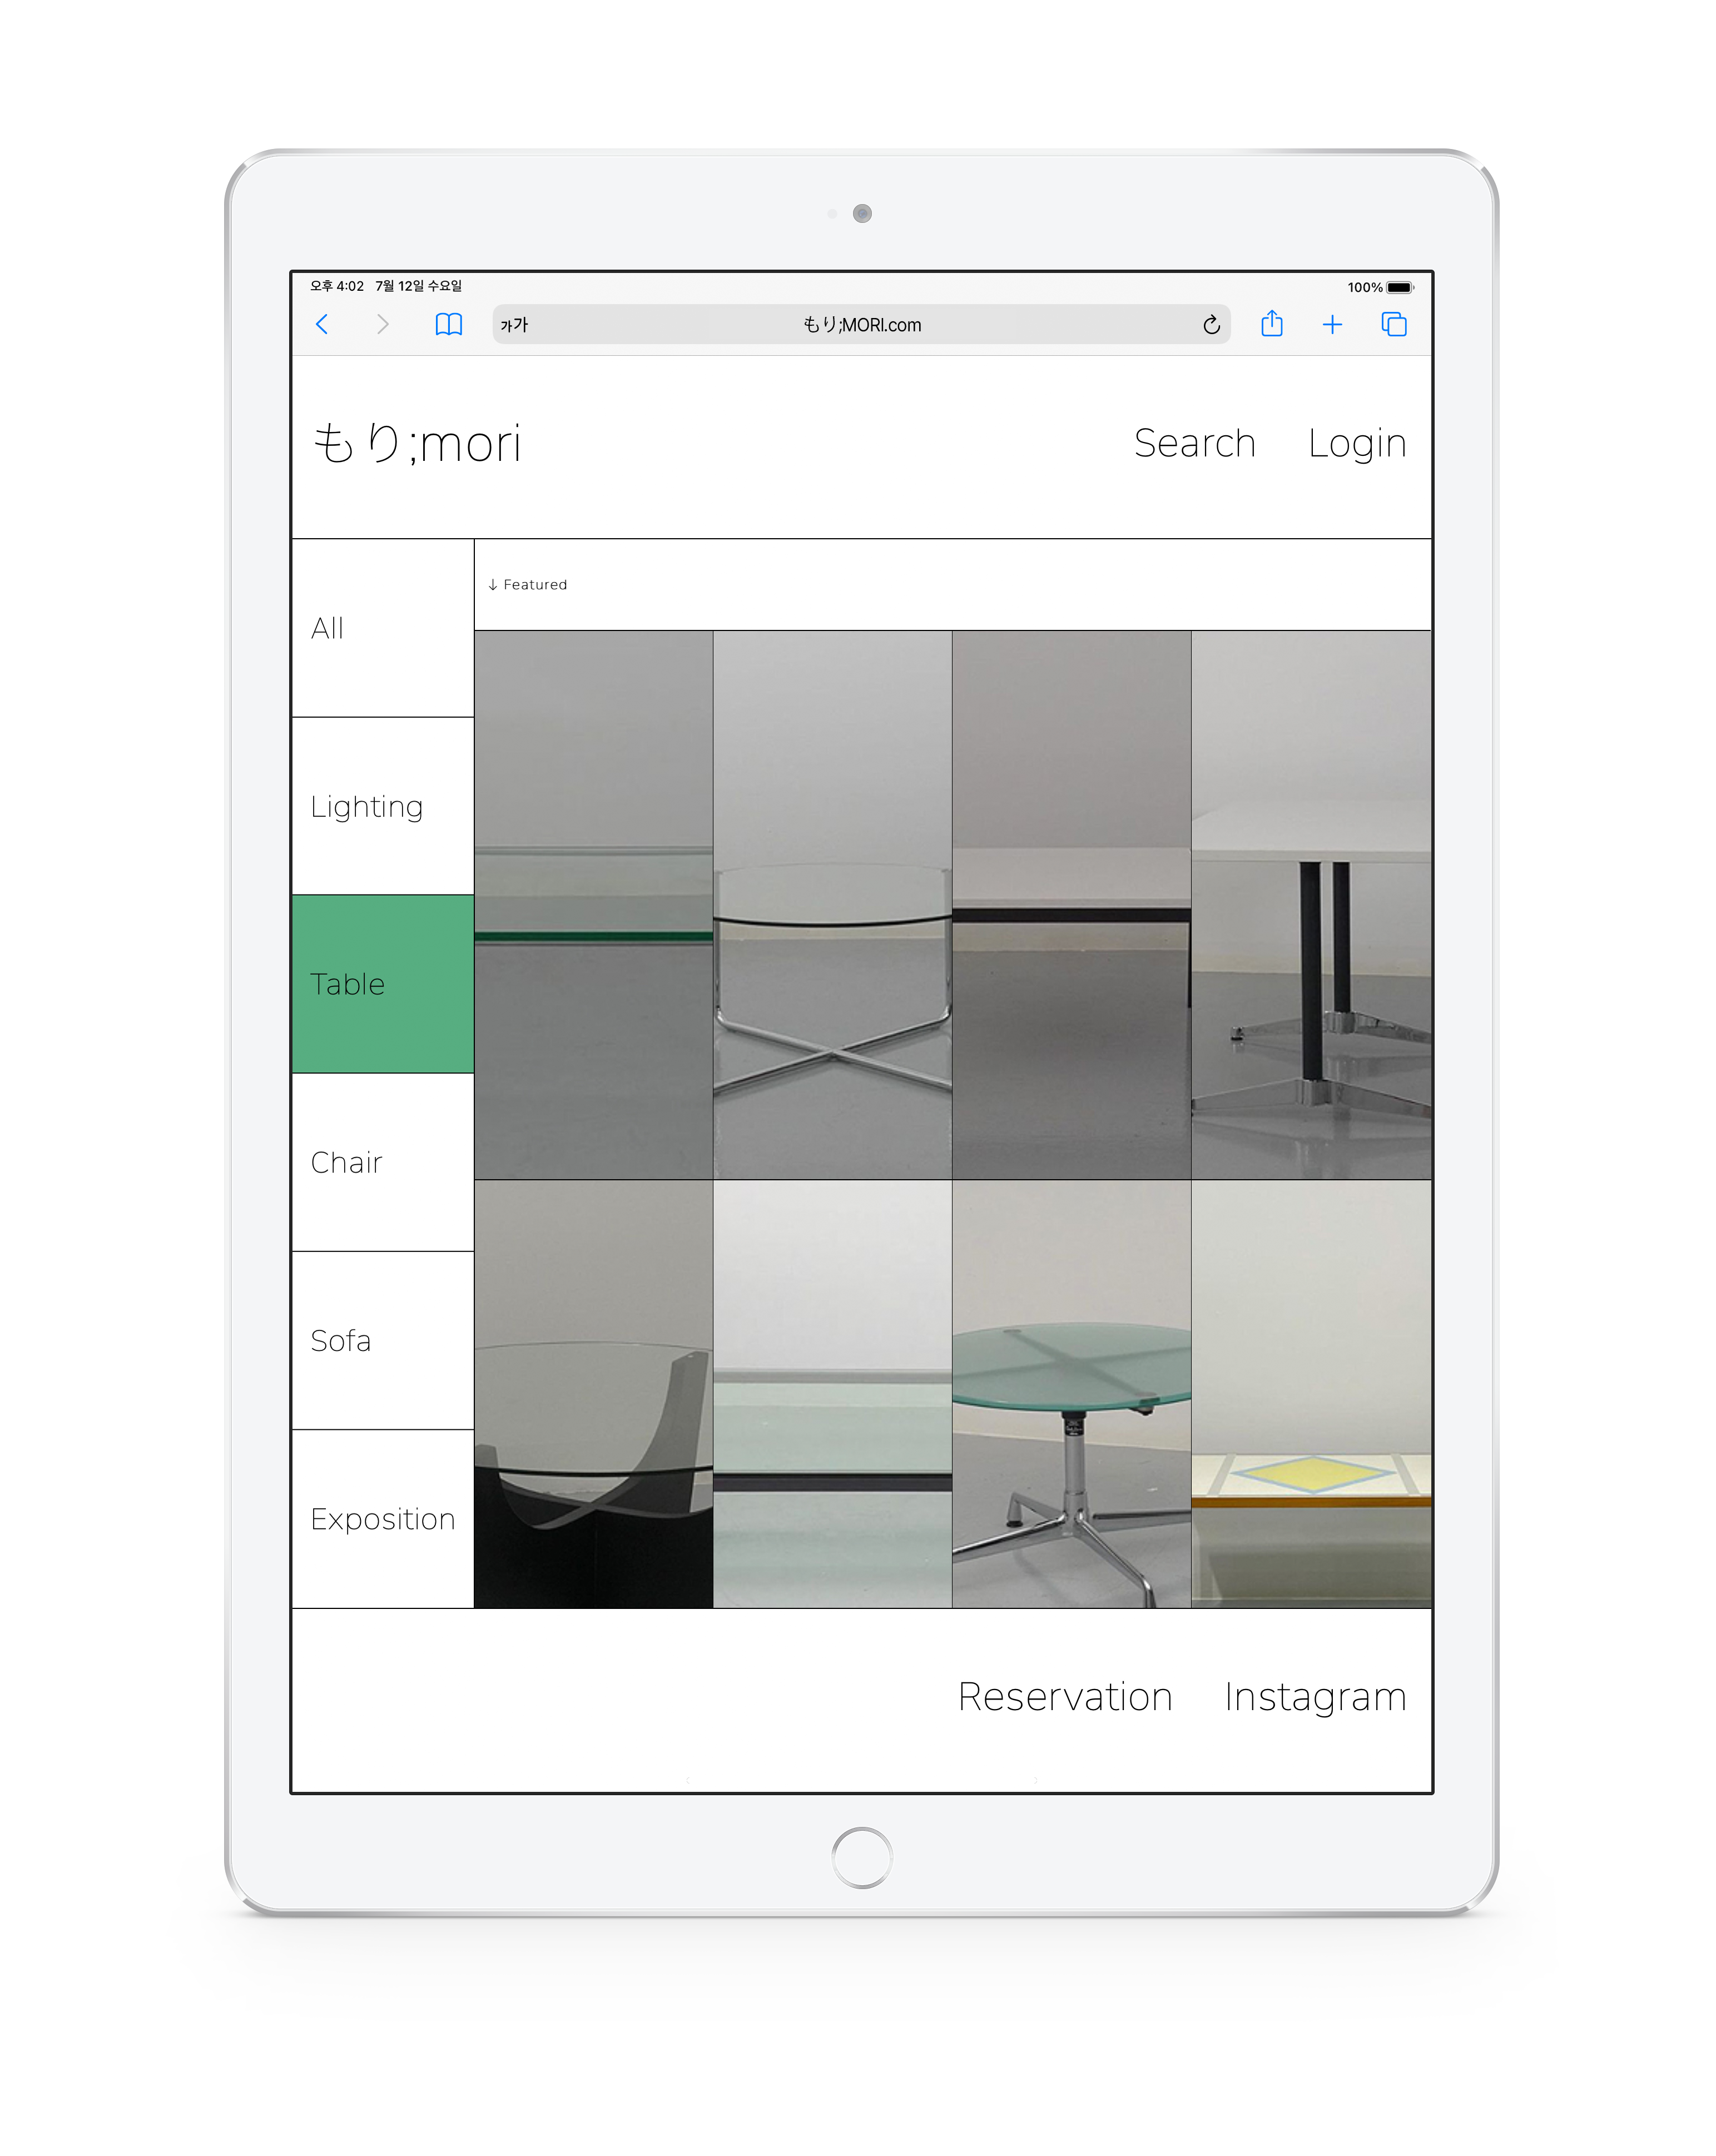 오후 4:02 7월 12일 수요일
100%
가가
もり;MORI.com
もり;mori
Search Login
↓ Featured
All
Lighting
Table
Chair
Sofa
Exposition
Reservation Instagram